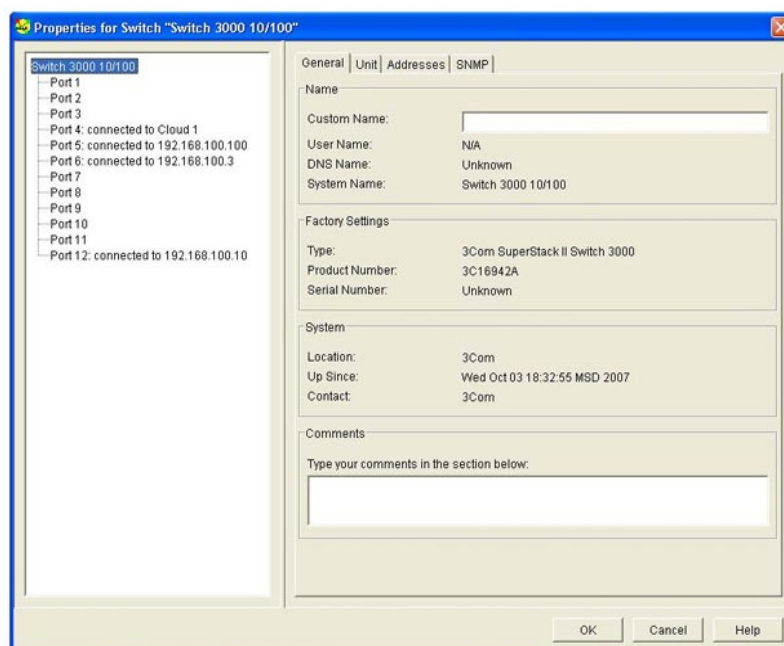 Properties for Switch "Switch 3000 10/100"
Switch 3000 10/100
Port 1
Port 2
Port 3
Port 4: connected to Cloud 1
Port 5: connected to 192.168.100.100
Port 6: connected to 192.168.100.3
Port 7
Port 8
Port 9
Port 10
Port 11
Port 12: connected to 192.168.100.10
General Unit Addresses SNMP
Name
Custom Name:
User Name: N/A
DNS Name: Unknown
System Name: Switch 3000 10/100
Factory Settings
Type: 3Com SuperStack II Switch 3000
Product Number: 3C16942A
Serial Number: Unknown
System
Location: 3Com
Up Since: Wed Oct 03 18:32:55 MSD 2007
Contact: 3Com
Comments
Type your comments in the section below:
OK Cancel Help